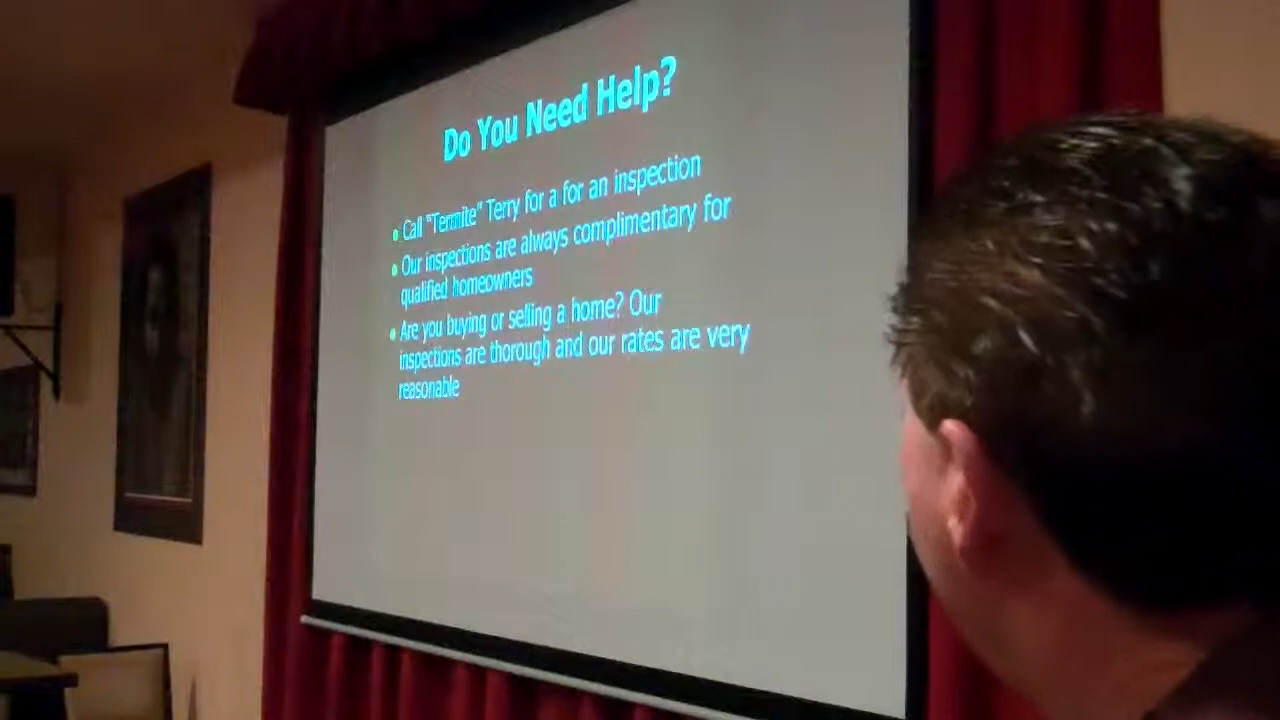 Do You Need Help?
Call "Termite" Terry for a for an inspection
Our inspections are always complimentary for
qualified homeowners
Are you buying or selling a home? Our
inspections are thorough and our rates are very
reasonable